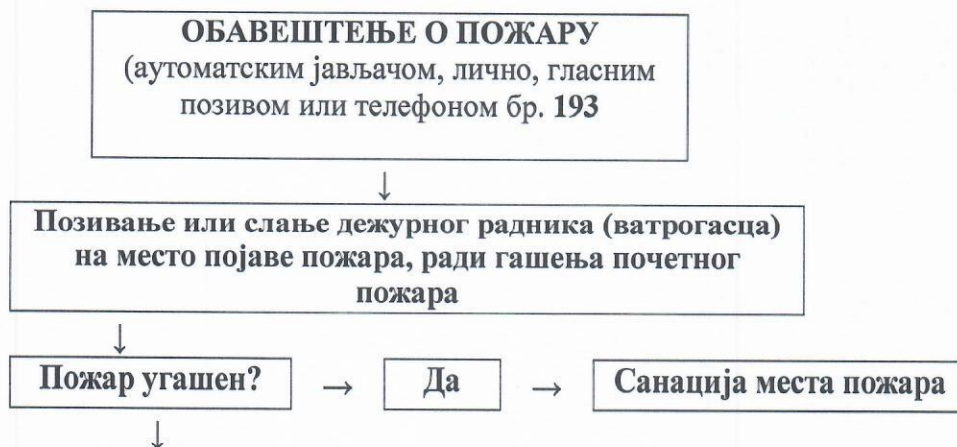 ОБАВЕШТЕЊЕ О ПОЖАРУ
(аутоматским јављачом, лично, гласним
позивом или телефоном бр. 193
↓
Позивање или слање дежурног радника (ватрогасца)
на место појаве пожара, ради гашења почетног
пожара
↓
Пожар угашен? → Да → Санација места пожара
↓